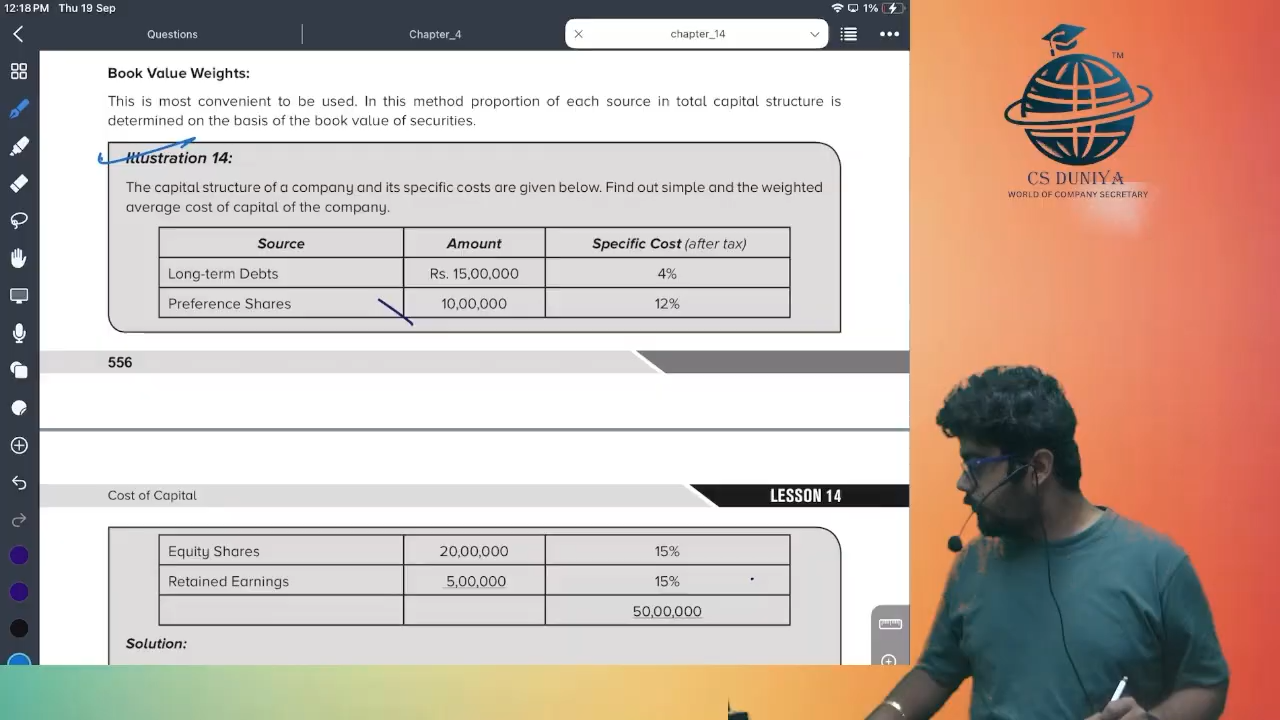 12:18 PM Thu 19 Sep
1%
Questions
Chapter_4
chapter_14
Book Value Weights:
This is most convenient to be used. In this method proportion of each source in total capital structure is
determined on the basis of the book value of securities.
Illustration 14:
The capital structure of a company and its specific costs are given below. Find out simple and the weighted
average cost of capital of the company.
Source Amount Specific Cost (after tax)
Long-term Debts Rs. 15,00,000 4%
Preference Shares 10,00,000 12%
556
Cost of Capital
LESSON 14
Equity Shares 20,00,000 15%
Retained Earnings 5,00,000 15%
50,00,000
Solution:
TM
CS DUNIYA
WORLD OF COMPANY SECRETARY